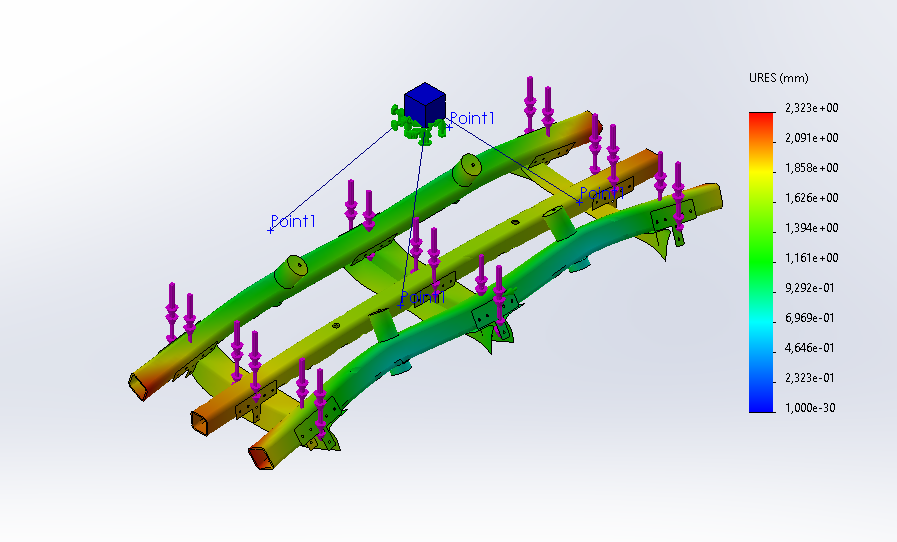 URES (mm)
2,323e+00
2,091e+00
1,858e+00
1,626e+00
1,394e+00
1,161e+00
9,292e-01
6,969e-01
4,646e-01
2,323e-01
1,000e-30
Point1
Point1
Point1
Point1